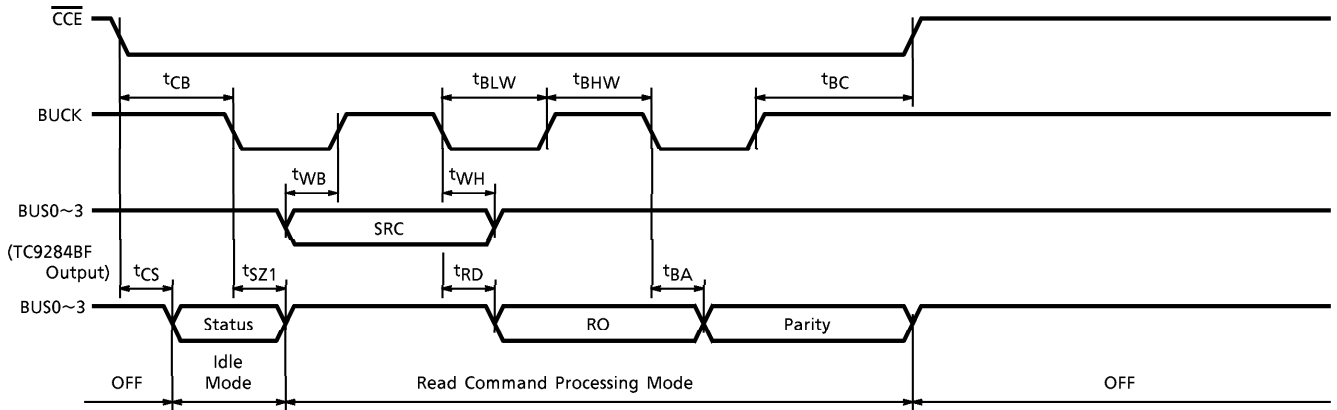 CCE
tCB
tBLW
tBHW
tBC
BUCK
tWB
tWH
BUS0~3
SRC
(TC9284BF
Output)
tCS
tSZ1
tRD
tBA
BUS0~3
Status
RO
Parity
OFF
Idle
Mode
Read Command Processing Mode
OFF